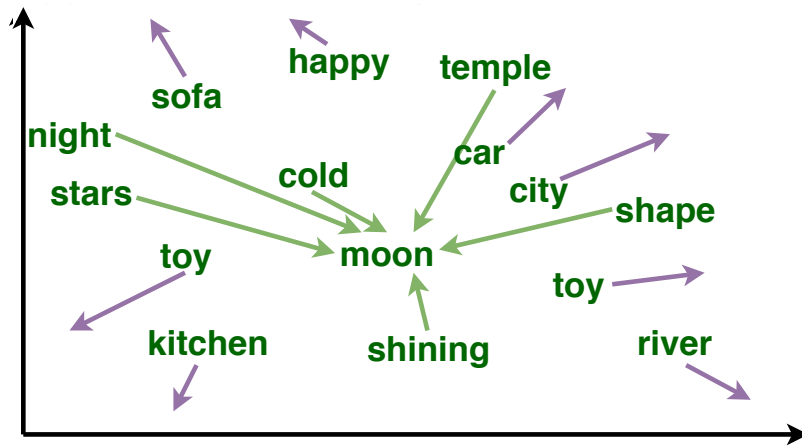 happy
temple
sofa
night
car
cold
city
stars
shape
toy
moon
toy
kitchen
shining
river